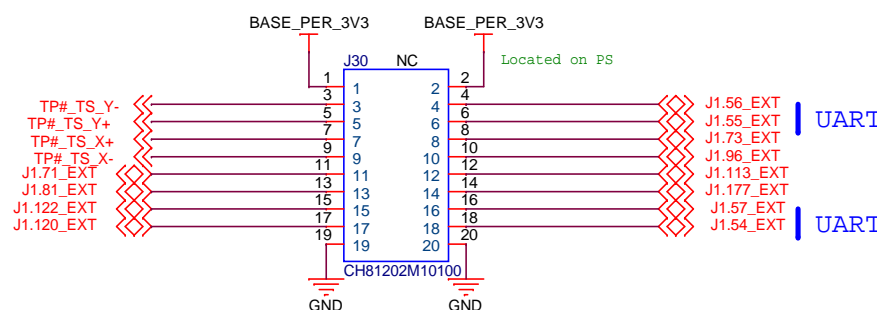 BASE_PER_3V3 BASE_PER_3V3
J30 NC Located on PS
1 1 2 2
TP#_TS_Y- 3 3 4 4 J1.56_EXT
TP#_TS_Y+ 5 5 6 6 J1.55_EXT UART
TP#_TS_X+ 7 7 8 8 J1.73_EXT
TP#_TS_X- 9 9 10 10 J1.96_EXT
J1.71_EXT 11 11 12 12 J1.113_EXT
J1.81_EXT 13 13 14 14 J1.177_EXT
J1.122_EXT 15 15 16 16 J1.57_EXT
J1.120_EXT 17 17 18 18 J1.54_EXT UART
19 19 20 20
CH81202M10100
GND GND